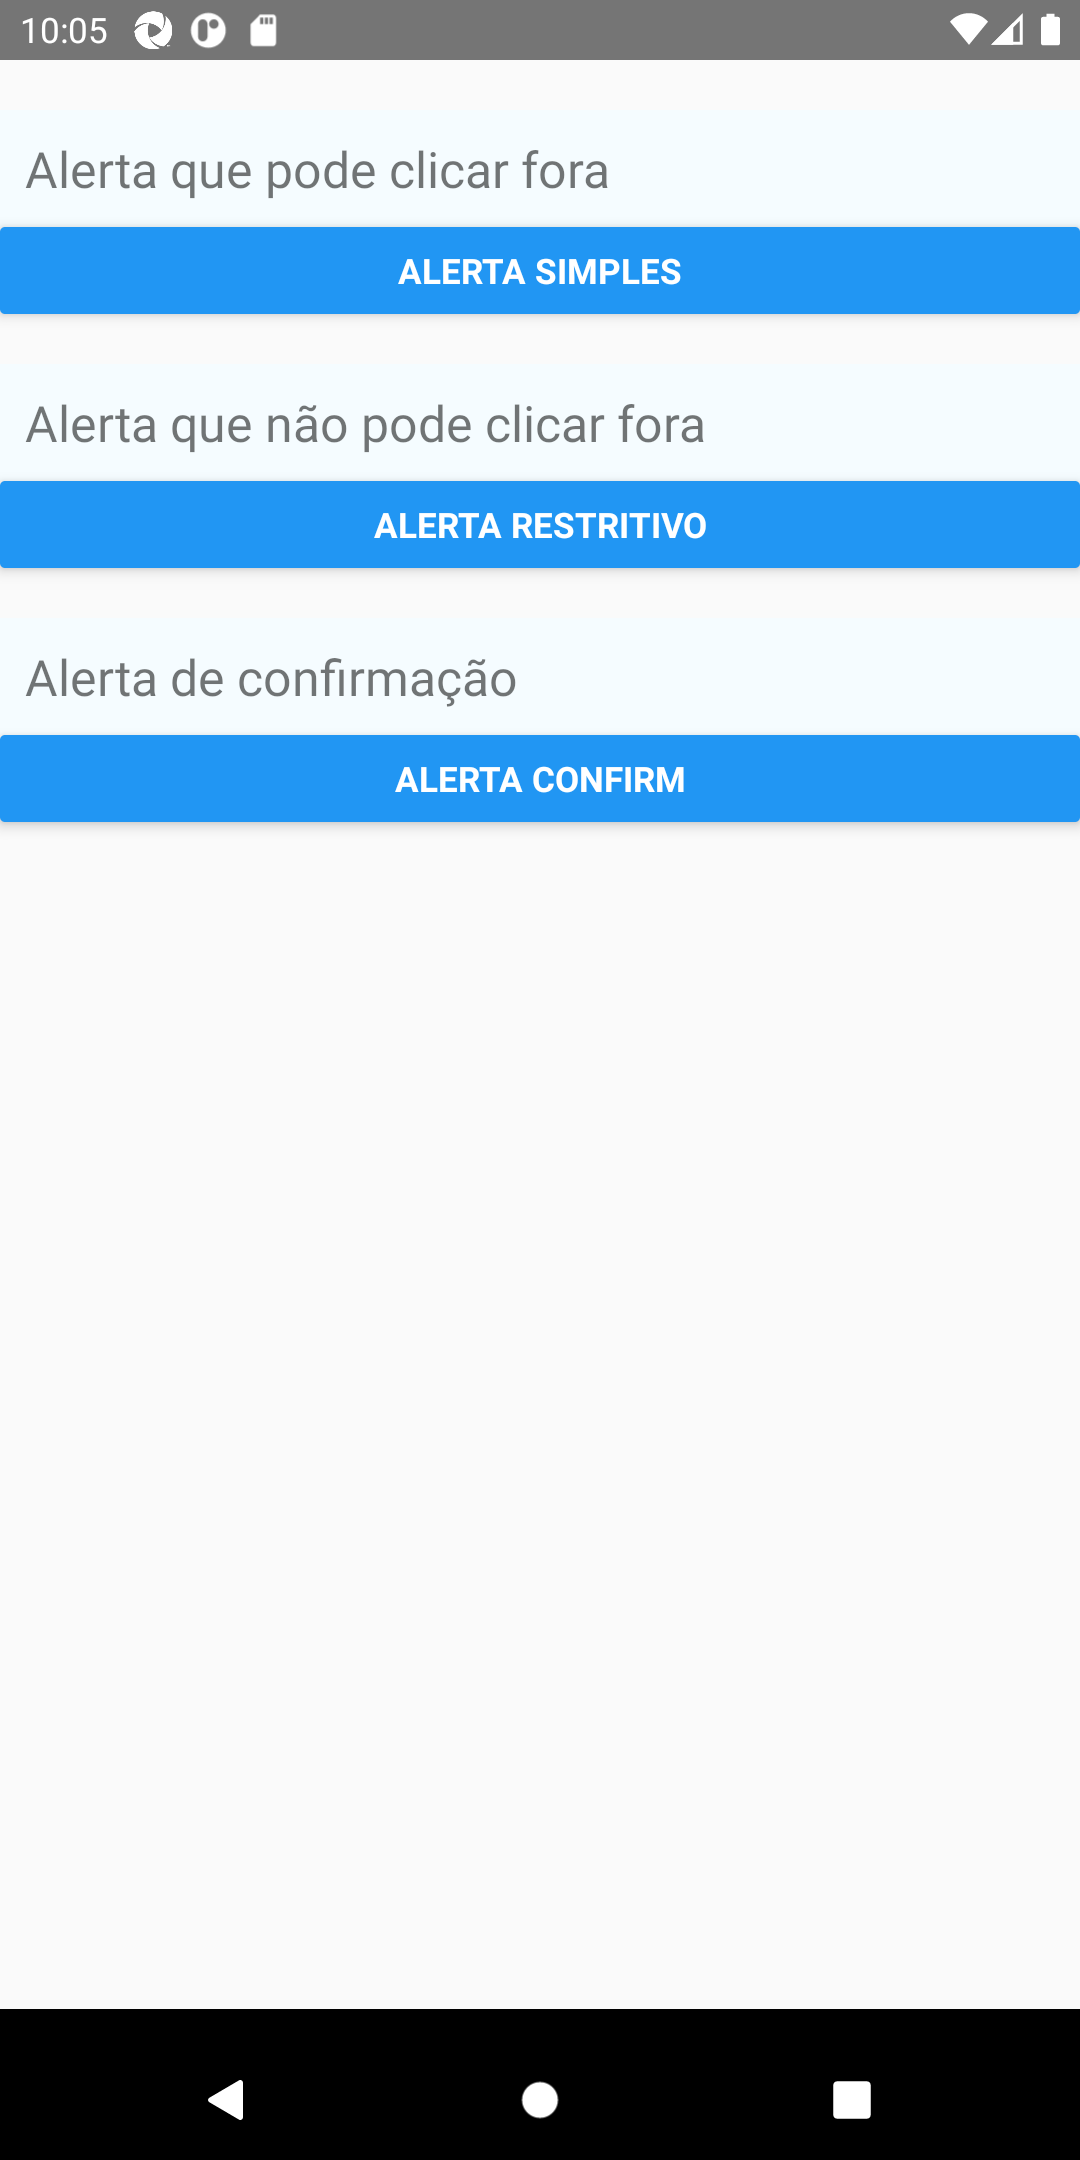 10:05
Alerta que pode clicar fora
ALERTA SIMPLES
Alerta que não pode clicar fora
ALERTA RESTRITIVO
Alerta de confirmação
ALERTA CONFIRM